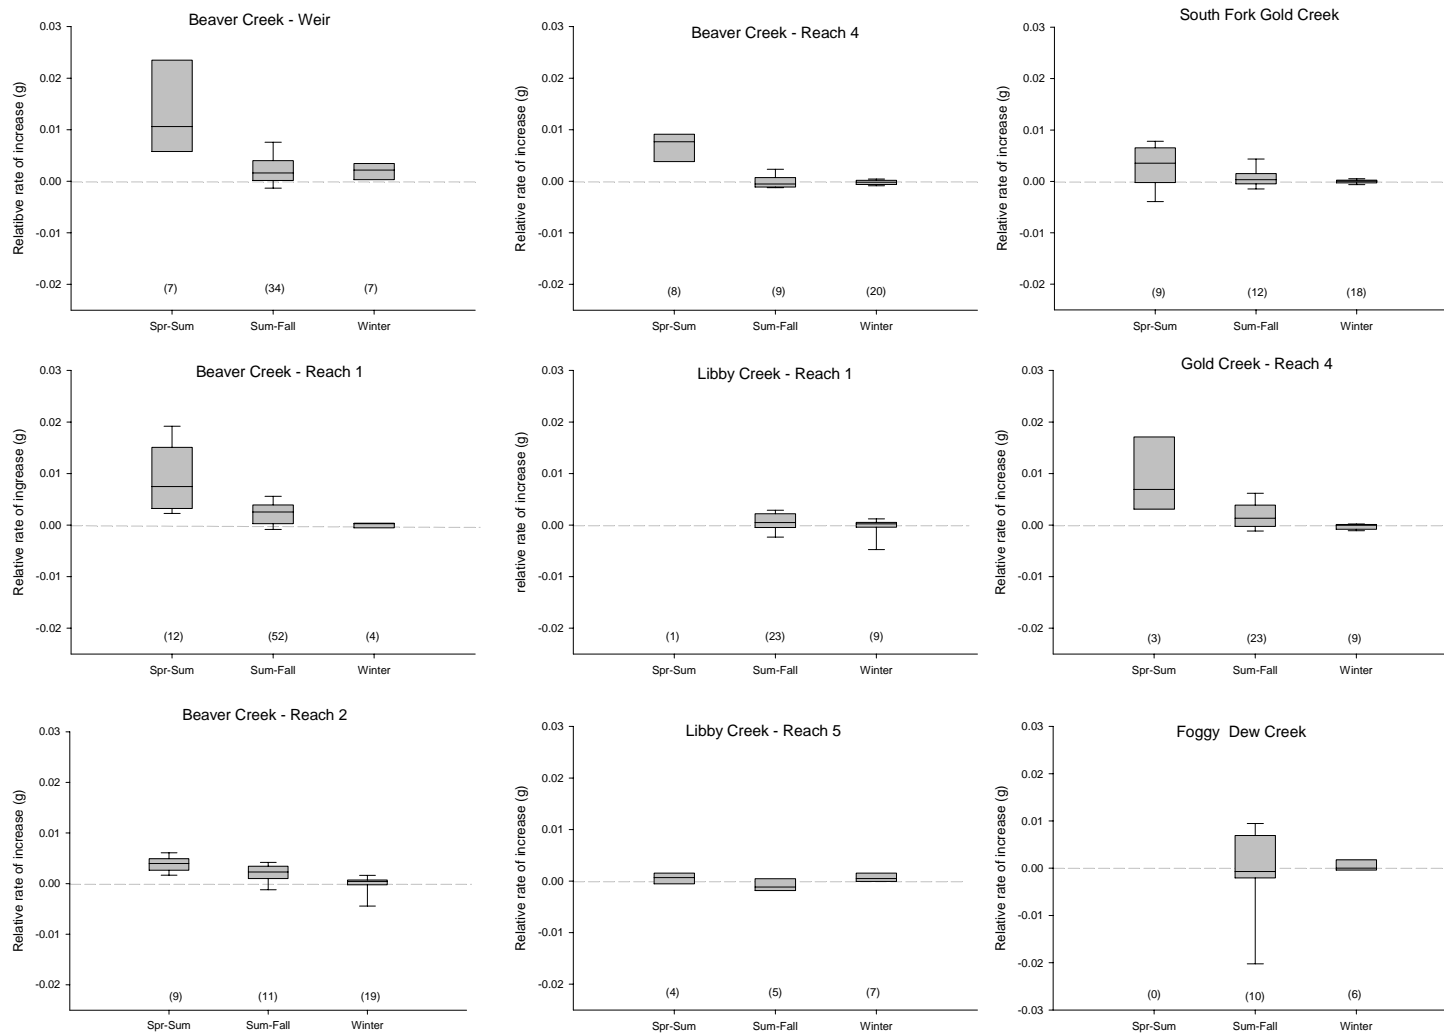 Beaver Creek - Weir
Relatibve rate of increase (g)
0.03
0.02
0.01
0.00
-0.01
-0.02
(7) (34) (7)
Spr-Sum Sum-Fall Winter
Beaver Creek - Reach 4
Relative rate of increase (g)
0.03
0.02
0.01
0.00
-0.01
-0.02
(8) (9) (20)
Spr-Sum Sum-Fall Winter
South Fork Gold Creek
Relative rate of increase (g)
0.03
0.02
0.01
0.00
-0.01
-0.02
(9) (12) (18)
Spr-Sum Sum-Fall Winter
Beaver Creek - Reach 1
Relative rate of ingrease (g)
0.03
0.02
0.01
0.00
-0.01
-0.02
(12) (52) (4)
Spr-Sum Sum-Fall Winter
Libby Creek - Reach 1
relative rate of increase (g)
0.03
0.02
0.01
0.00
-0.01
-0.02
(1) (23) (9)
Spr-Sum Sum-Fall Winter
Gold Creek - Reach 4
Relative rate of increase (g)
0.03
0.02
0.01
0.00
-0.01
-0.02
(3) (23) (9)
Spr-Sum Sum-Fall Winter
Beaver Creek - Reach 2
Relative rate of increase (g)
0.03
0.02
0.01
0.00
-0.01
-0.02
(9) (11) (19)
Spr-Sum Sum-Fall Winter
Libby Creek - Reach 5
Relative rate of increase (g)
0.03
0.02
0.01
0.00
-0.01
-0.02
(4) (5) (7)
Spr-Sum Sum-Fall Winter
Foggy Dew Creek
Relative rate of increase (g)
0.03
0.02
0.01
0.00
-0.01
-0.02
-0.03
(0) (10) (6)
Spr-Sum Sum-Fall Winter